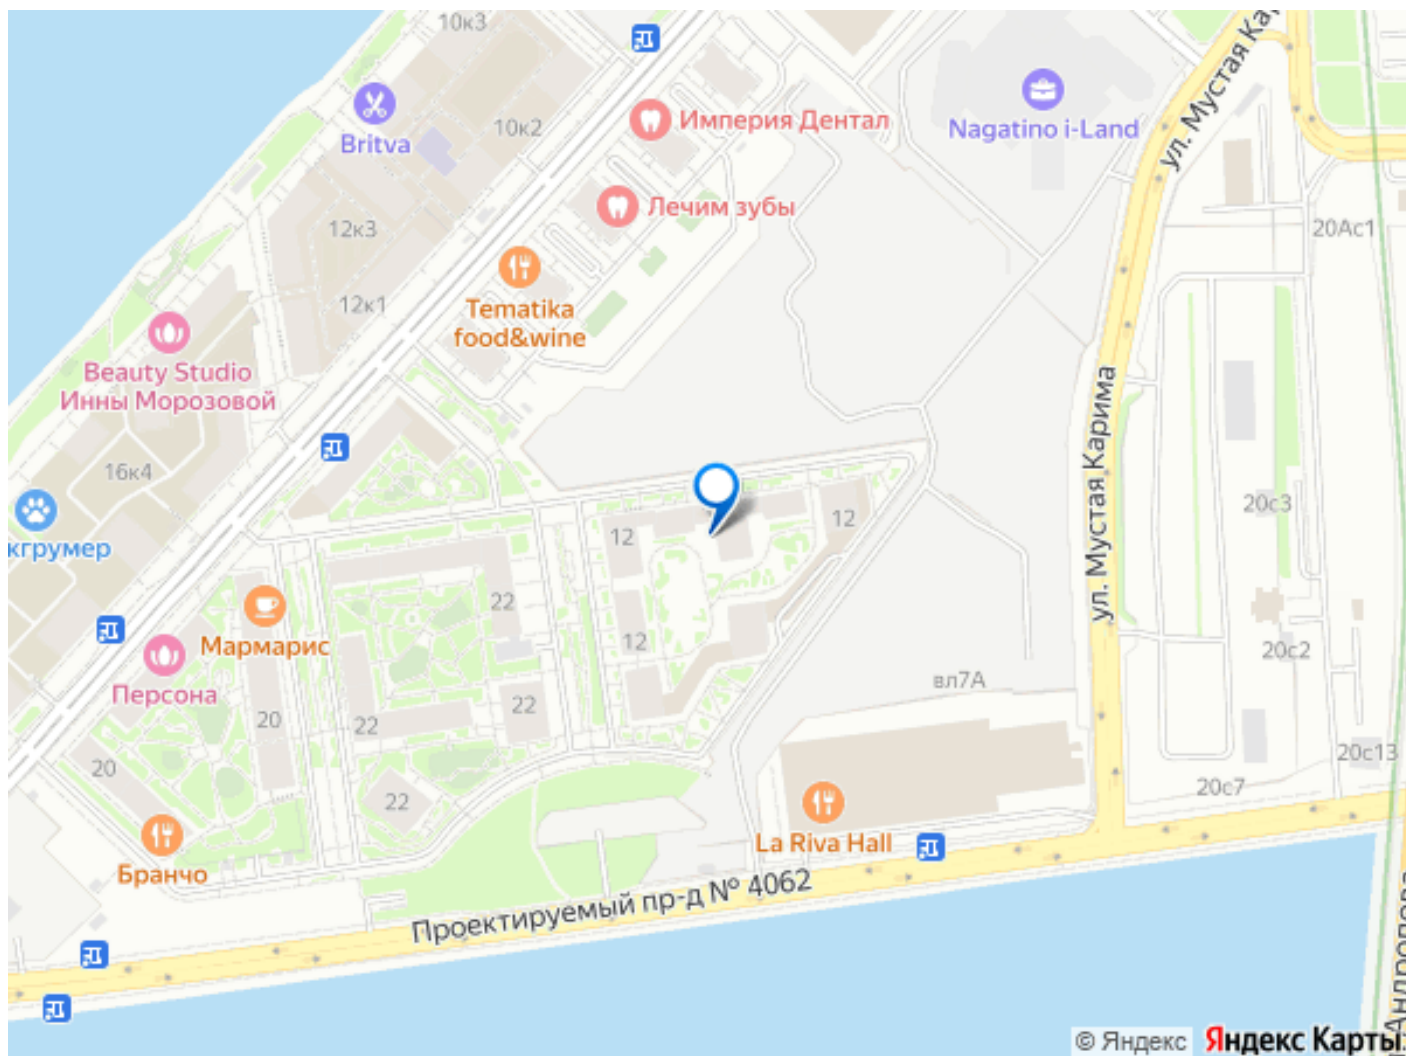 10к3
Britva
10к2
Империя Дентал
Nagatino i-Land
ул. Мустая Кар
Лечим зубы
12к3
20Ас1
12к1
Tematika
food&wine
Beauty Studio
Инны Морозовой
16к4
ул. Мустая Карима
20с3
кгрумер
12
12
22
12
Мармарис
20с2
Персона
вл7А
20
22
22
20с13
20
22
20с7
La Riva Hall
Бранчо
Проектируемый пр-д № 4062
Андропова
© Яндекс
Яндекс Карты